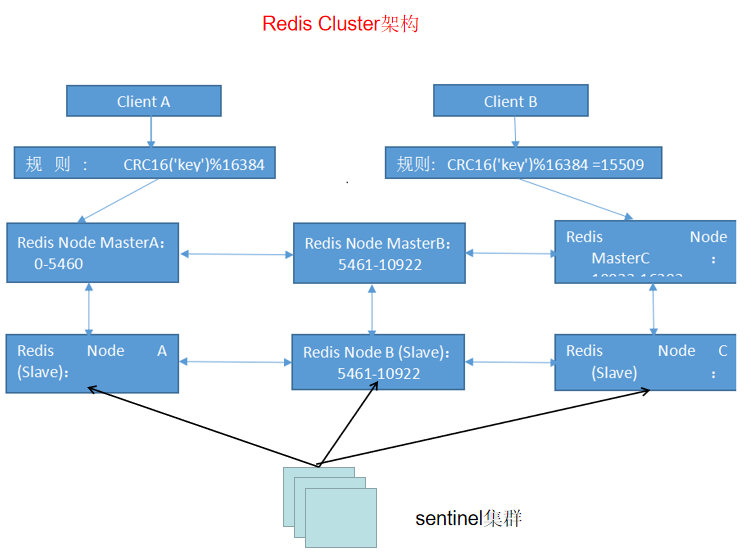 Redis Cluster架构
Client A
Client B
规则： CRC16('key')%16384
规则：CRC16('key')%16384 =15509
Redis Node MasterA：
0-5460
Redis Node MasterB：
5461-10922
Redis Node
MasterC ：
Redis Node A
(Slave)：
Redis Node B (Slave)：
5461-10922
Redis Node C
(Slave) ：
sentinel集群